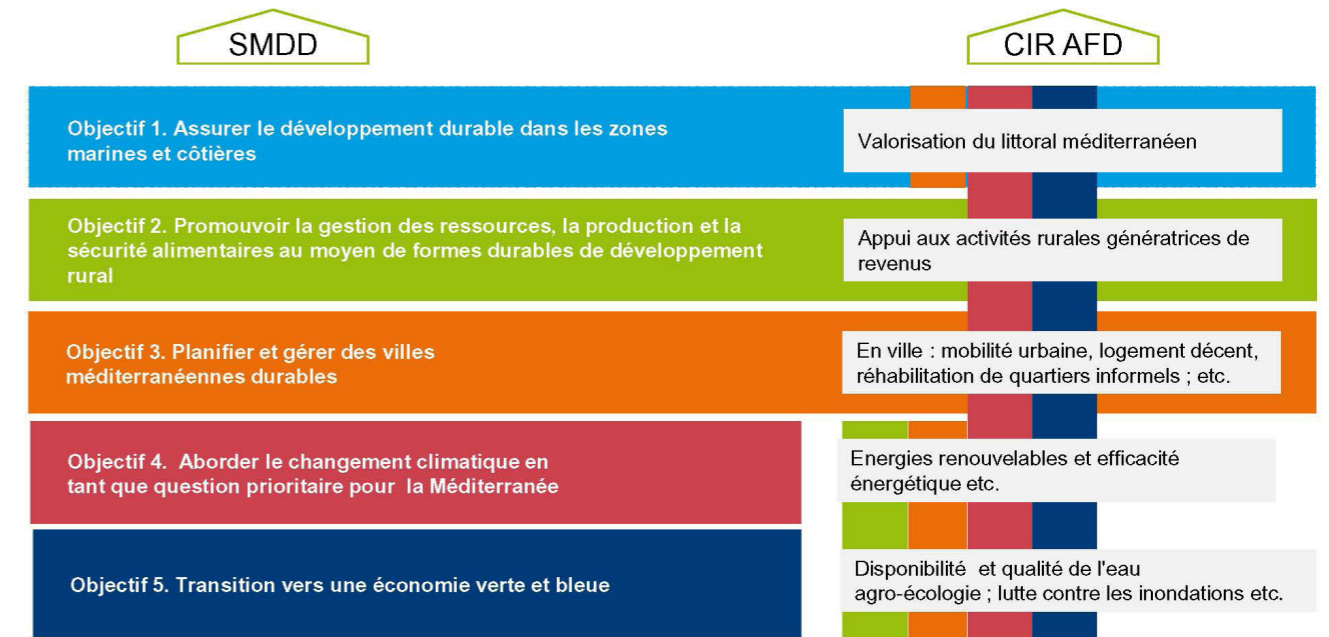 SMDD
CIR AFD
Objectif 1. Assurer le développement durable dans les zones
marines et côtières
Valorisation du littoral méditerranéen
Objectif 2. Promouvoir la gestion des ressources, la production et la
sécurité alimentaires au moyen de formes durables de développement
rural
Appui aux activités rurales génératrices de
revenus
Objectif 3. Planifier et gérer des villes
méditerranéennes durables
En ville : mobilité urbaine, logement décent,
réhabilitation de quartiers informels ; etc.
Objectif 4. Aborder le changement climatique en
tant que question prioritaire pour la Méditerranée
Energies renouvelables et efficacité
énergétique etc.
Objectif 5. Transition vers une économie verte et bleue
Disponibilité et qualité de l'eau
agro-écologie ; lutte contre les inondations etc.